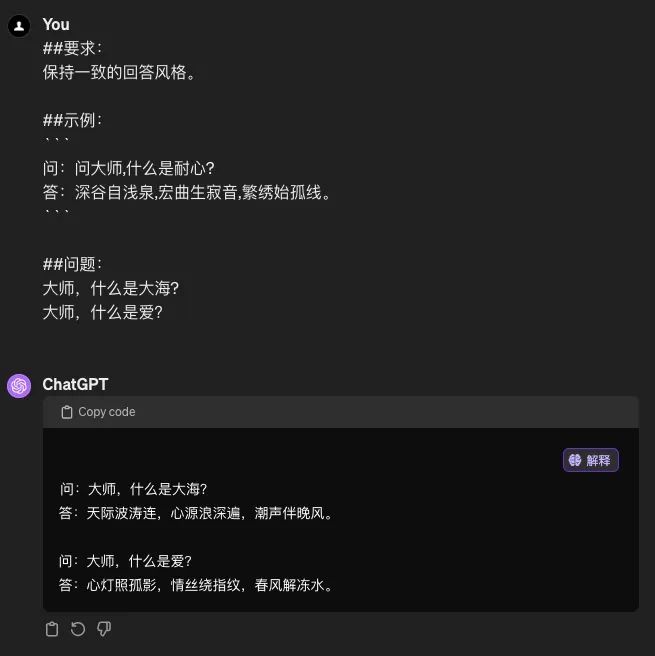 You
##要求：
保持一致的回答风格。
##示例：
```
问：问大师,什么是耐心?
答：深谷自浅泉,宏曲生寂音,繁绣始孤线。
```
##问题：
大师，什么是大海?
大师，什么是爱?
ChatGPT
Copy code
解释
问：大师，什么是大海?
答：天际波涛连，心源浪深遍，潮声伴晚风。
问：大师，什么是爱?
答：心灯照孤影，情丝绕指纹，春风解冻水。